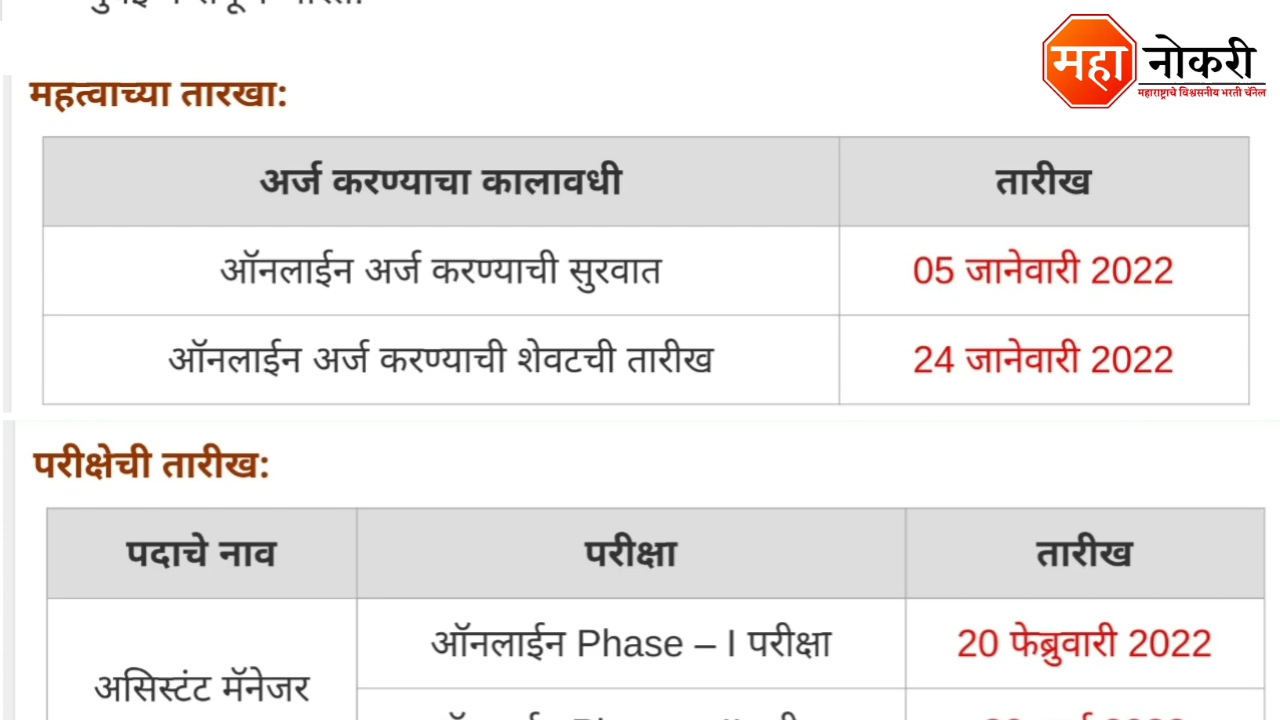 महा नोकरी
महाराष्ट्राचे विश्वसनीय भरती चॅनेल
महत्वाच्या तारखा:
अर्ज करण्याचा कालावधी तारीख
ऑनलाईन अर्ज करण्याची सुरवात 05 जानेवारी 2022
ऑनलाईन अर्ज करण्याची शेवटची तारीख 24 जानेवारी 2022
परीक्षेची तारीख:
पदाचे नाव परीक्षा तारीख
ऑनलाईन Phase – I परीक्षा 20 फेब्रुवारी 2022
असिस्टंट मॅनेजर